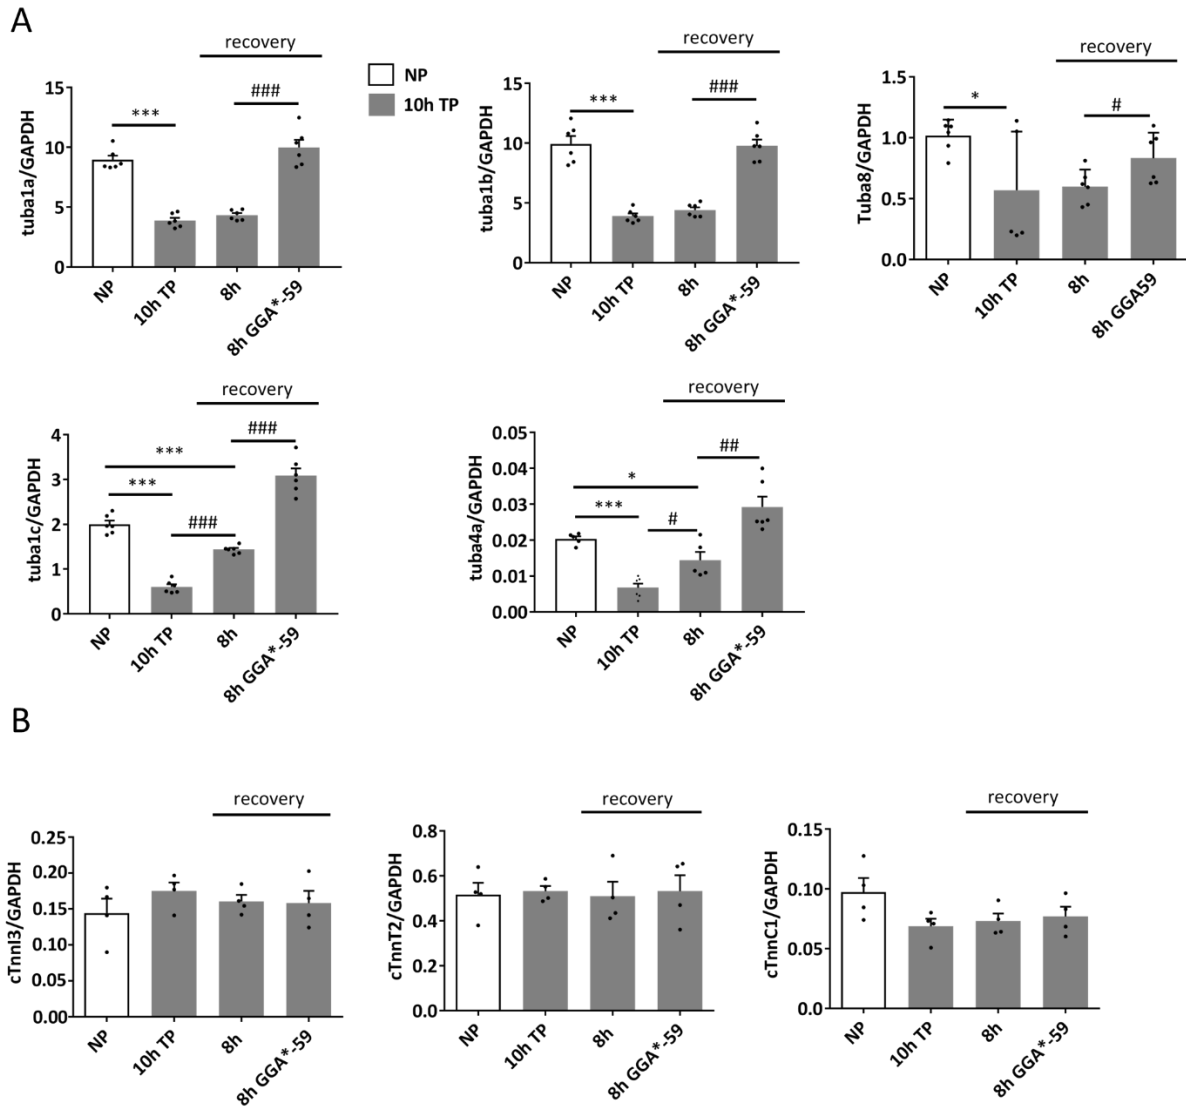 A
recovery
NP
10h TP
***
###
tuba1a/GAPDH
15
10
5
0
NP
10h TP
8h
8h GGA*-59
recovery
***
###
tuba1b/GAPDH
15
10
5
0
NP
10h TP
8h
8h GGA*-59
recovery
*
#
Tuba8/GAPDH
1.5
1.0
0.5
0.0
NP
10h TP
8h
8h GGA59
recovery
###
***
***
###
tuba1c/GAPDH
4
3
2
1
0
NP
10h TP
8h
8h GGA*-59
recovery
##
*
***
#
tuba4a/GAPDH
0.05
0.04
0.03
0.02
0.01
0.00
NP
10h TP
8h
8h GGA*-59
B
recovery
cTnnI3/GAPDH
0.25
0.20
0.15
0.10
0.05
0.00
NP
10h TP
8h
8h GGA*-59
recovery
cTnnT2/GAPDH
0.8
0.6
0.4
0.2
0.0
NP
10h TP
8h
8h GGA*-59
recovery
cTnnC1/GAPDH
0.15
0.10
0.05
0.0
NP
10h TP
8h
8h GGA*-59